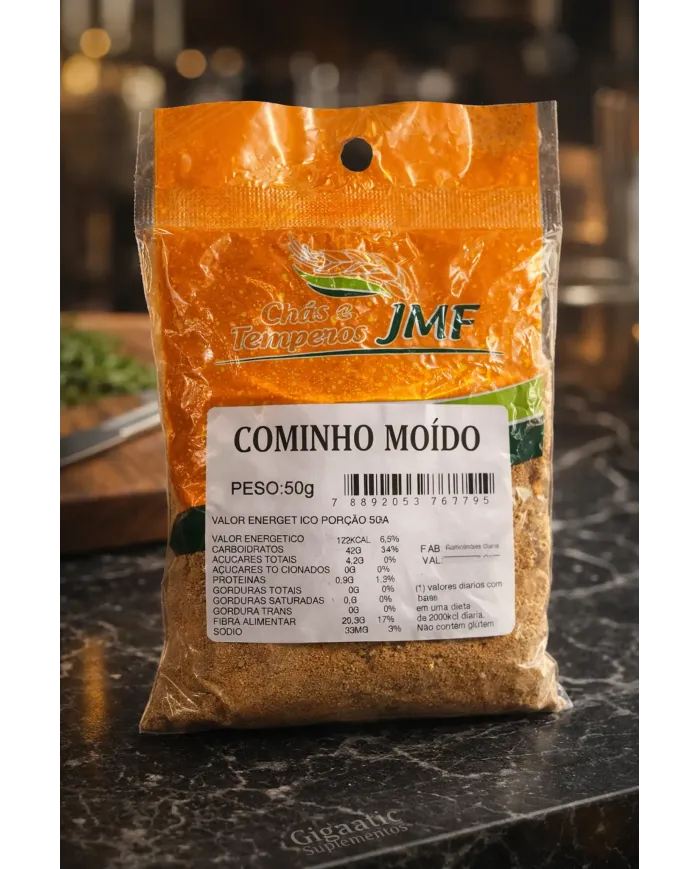 Chás e
Temperos JMF
COMINHO MOÍDO
PESO:50g
7 8892053 767795
VALOR ENERGET ICO PORÇÃO 50A
VALOR ENERGETICO 122KCAL 6,5%
CARBOIDRATOS 42G 34%
AÇUCARES TOTAIS 4,2G 0%
AÇUCARES TO CIONADOS 0G 0%
PROTEINAS 0.9G 1.3%
GORDURAS TOTAIS 0G 0%
GORDURAS SATURADAS 0,G 0%
GORDURA TRANS 0G 0%
FIBRA ALIMENTAR 20,3G 17%
SODIO 33MG 3%
FAB
VAL:
(*) valores diarios com
base
em uma dieta
de 2000kcl diaria.
Não contém glútem
Gigaatic
Suplementos